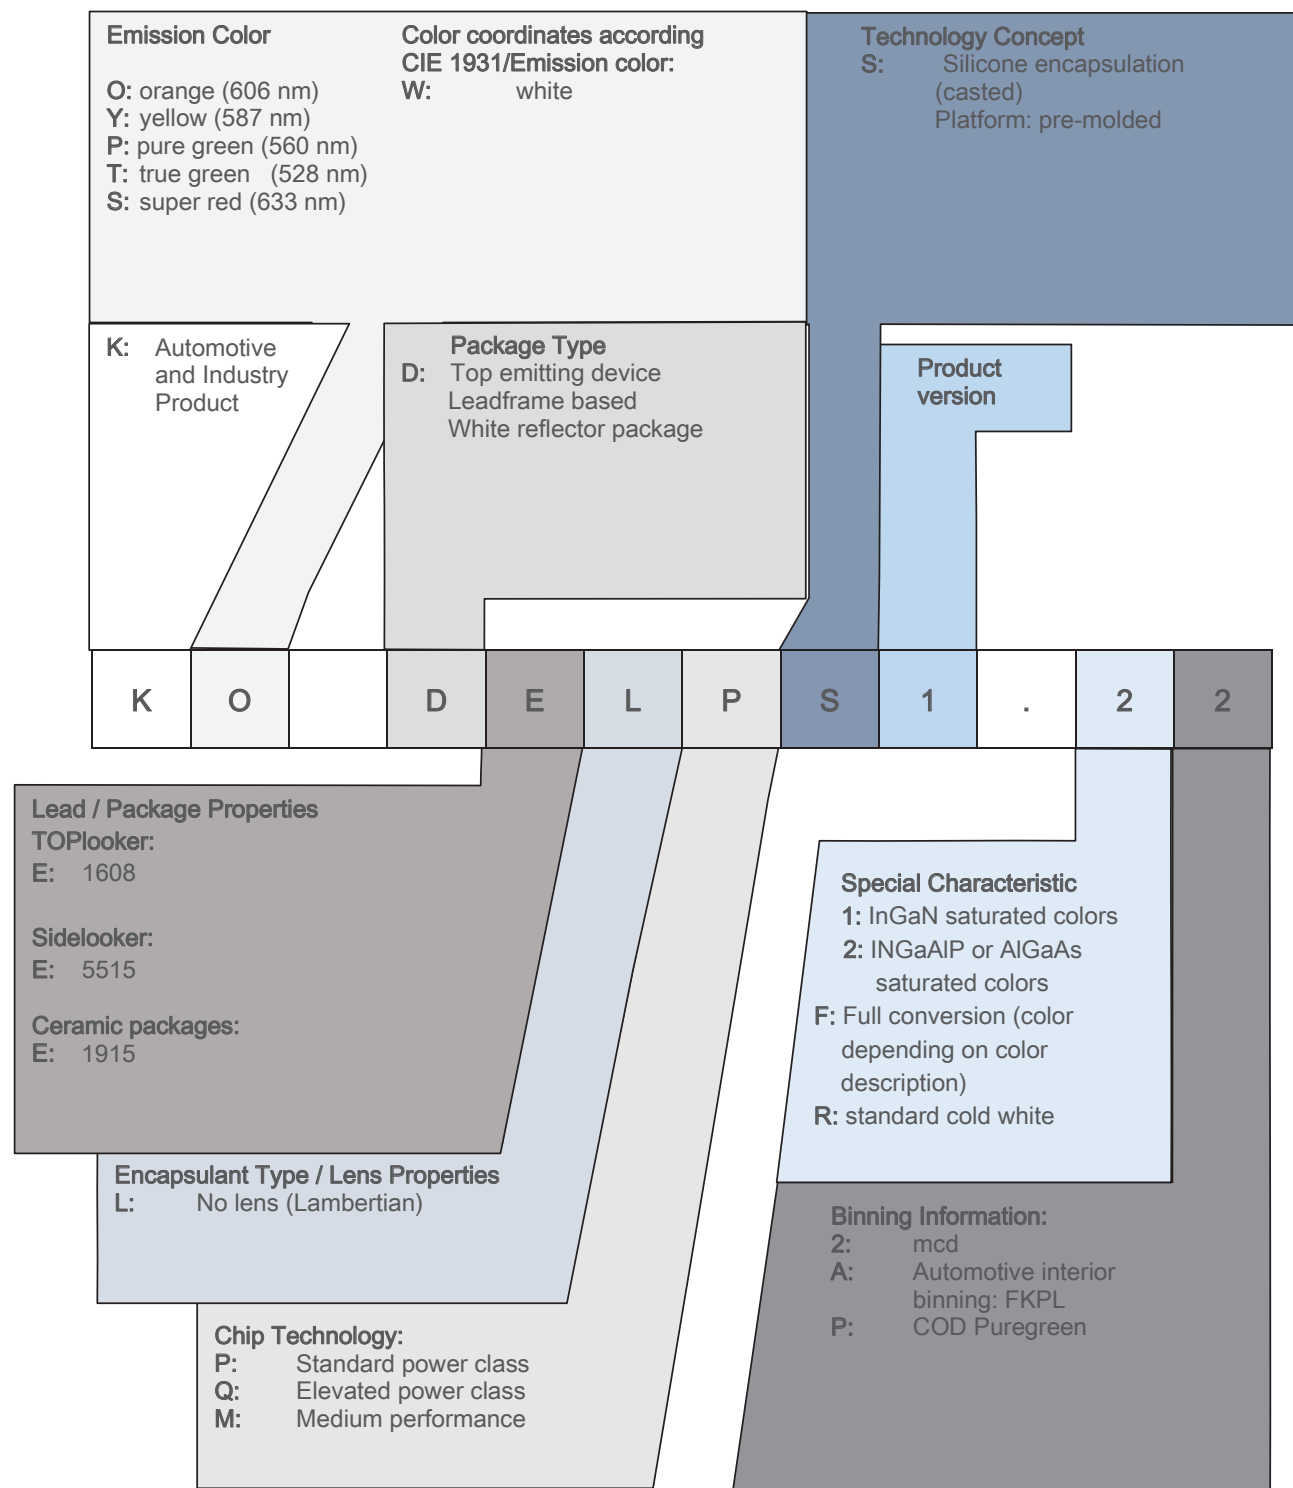 Emission Color
O: orange (606 nm)
Y: yellow (587 nm)
P: pure green (560 nm)
T: true green (528 nm)
S: super red (633 nm)
Color coordinates according
CIE 1931/Emission color:
W: white
Technology Concept
S: Silicone encapsulation
(casted)
Platform: pre-molded
K: Automotive
and Industry
Product
Package Type
D: Top emitting device
Leadframe based
White reflector package
Product
version
K O D E L P S 1 . 2 2
Lead / Package Properties
TOPlooker:
E: 1608
Sidelooker:
E: 5515
Ceramic packages:
E: 1915
Encapsulant Type / Lens Properties
L: No lens (Lambertian)
Chip Technology:
P: Standard power class
Q: Elevated power class
M: Medium performance
Special Characteristic
1: InGaN saturated colors
2: INGaAlP or AlGaAs
saturated colors
F: Full conversion (color
depending on color
description)
R: standard cold white
Binning Information:
2: mcd
A: Automotive interior
binning: FKPL
P: COD Puregreen